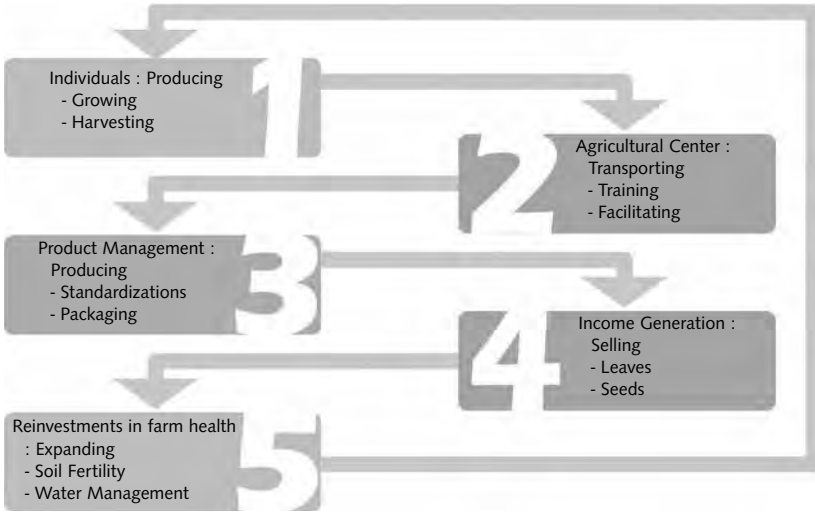 1
Individuals : Producing
- Growing
- Harvesting
2
Agricultural Center :
Transporting
- Training
- Facilitating
3
Product Management :
Producing
- Standardizations
- Packaging
4
Income Generation :
Selling
- Leaves
- Seeds
5
Reinvestments in farm health
: Expanding
- Soil Fertility
- Water Management